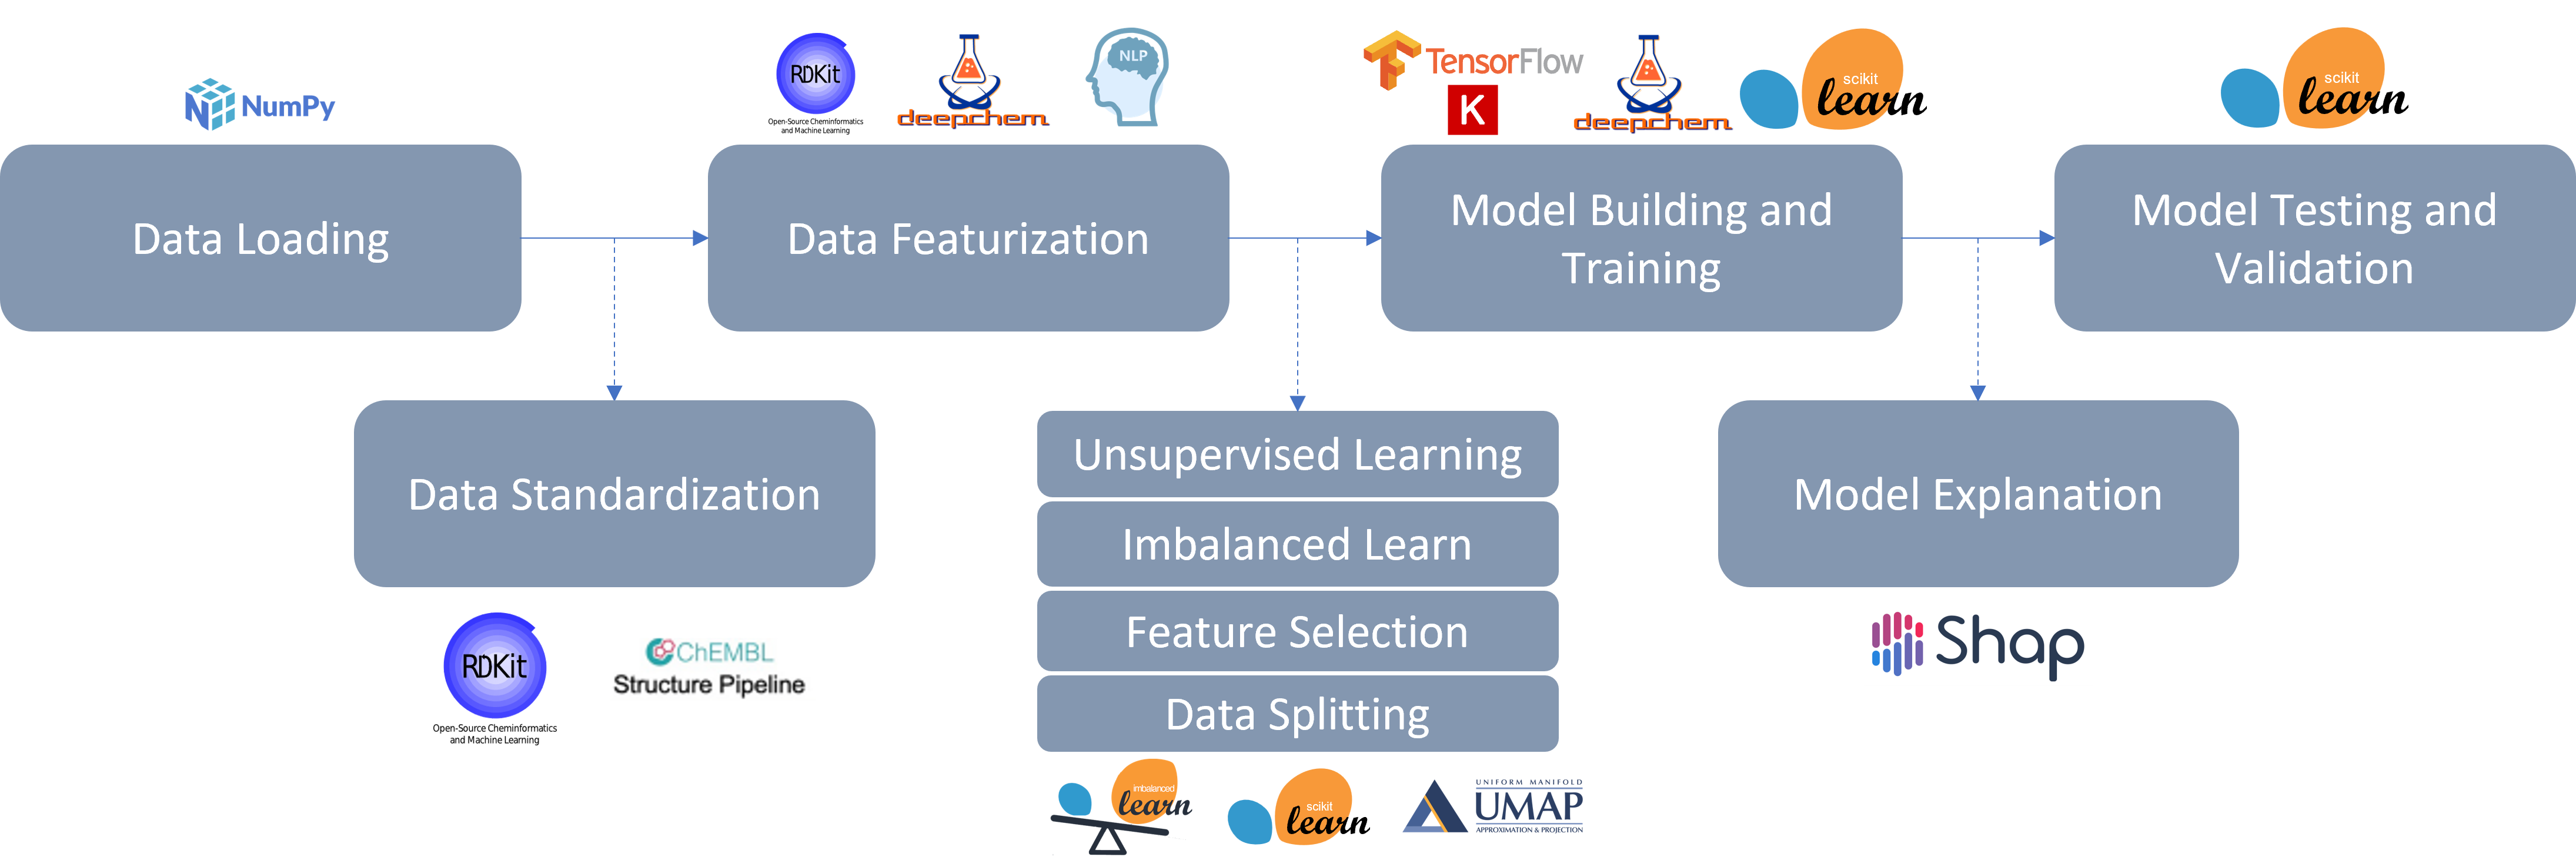 NumPy
RDKit
Open-Source Cheminformatics
and Machine Learning
deepchem
NLP
TensorFlow
K
deepchem
scikit
learn
scikit
learn
Data Loading
Data Featurization
Model Building and
Training
Model Testing and
Validation
Data Standardization
Unsupervised Learning
Imbalanced Learn
Feature Selection
Data Splitting
Model Explanation
RDKit
Open-Source Cheminformatics
and Machine Learning
ChEMBL
Structure Pipeline
Shap
imbalanced
learn
scikit
learn
UNIFORM MANIFOLD
UMAP
APPROXIMATION & PROJECTION